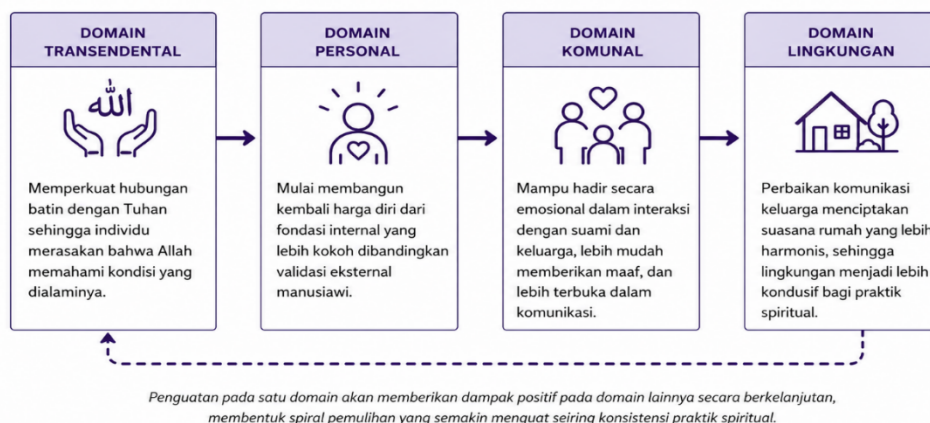 DOMAIN
TRANSENDENTAL
الله
Memperkuat hubungan
batin dengan Tuhan
sehingga individu
merasakan bahwa Allah
memahami kondisi yang
dialaminya.
DOMAIN
PERSONAL
Mulai membangun
kembali harga diri dari
fondasi internal yang
lebih kokoh dibandingkan
validasi eksternal
manusiawi.
DOMAIN
KOMUNAL
Mampu hadir secara
emosional dalam interaksi
dengan suami dan
keluarga, lebih mudah
memberikan maaf, dan
lebih terbuka dalam
komunikasi.
DOMAIN
LINGKUNGAN
Perbaikan komunikasi
keluarga menciptakan
suasana rumah yang lebih
harmonis, sehingga
lingkungan menjadi lebih
kondusif bagi praktik
spiritual.
Penguatan pada satu domain akan memberikan dampak positif pada domain lainnya secara berkelanjutan,
membentuk spiral pemulihan yang semakin menguat seiring konsistensi praktik spiritual.